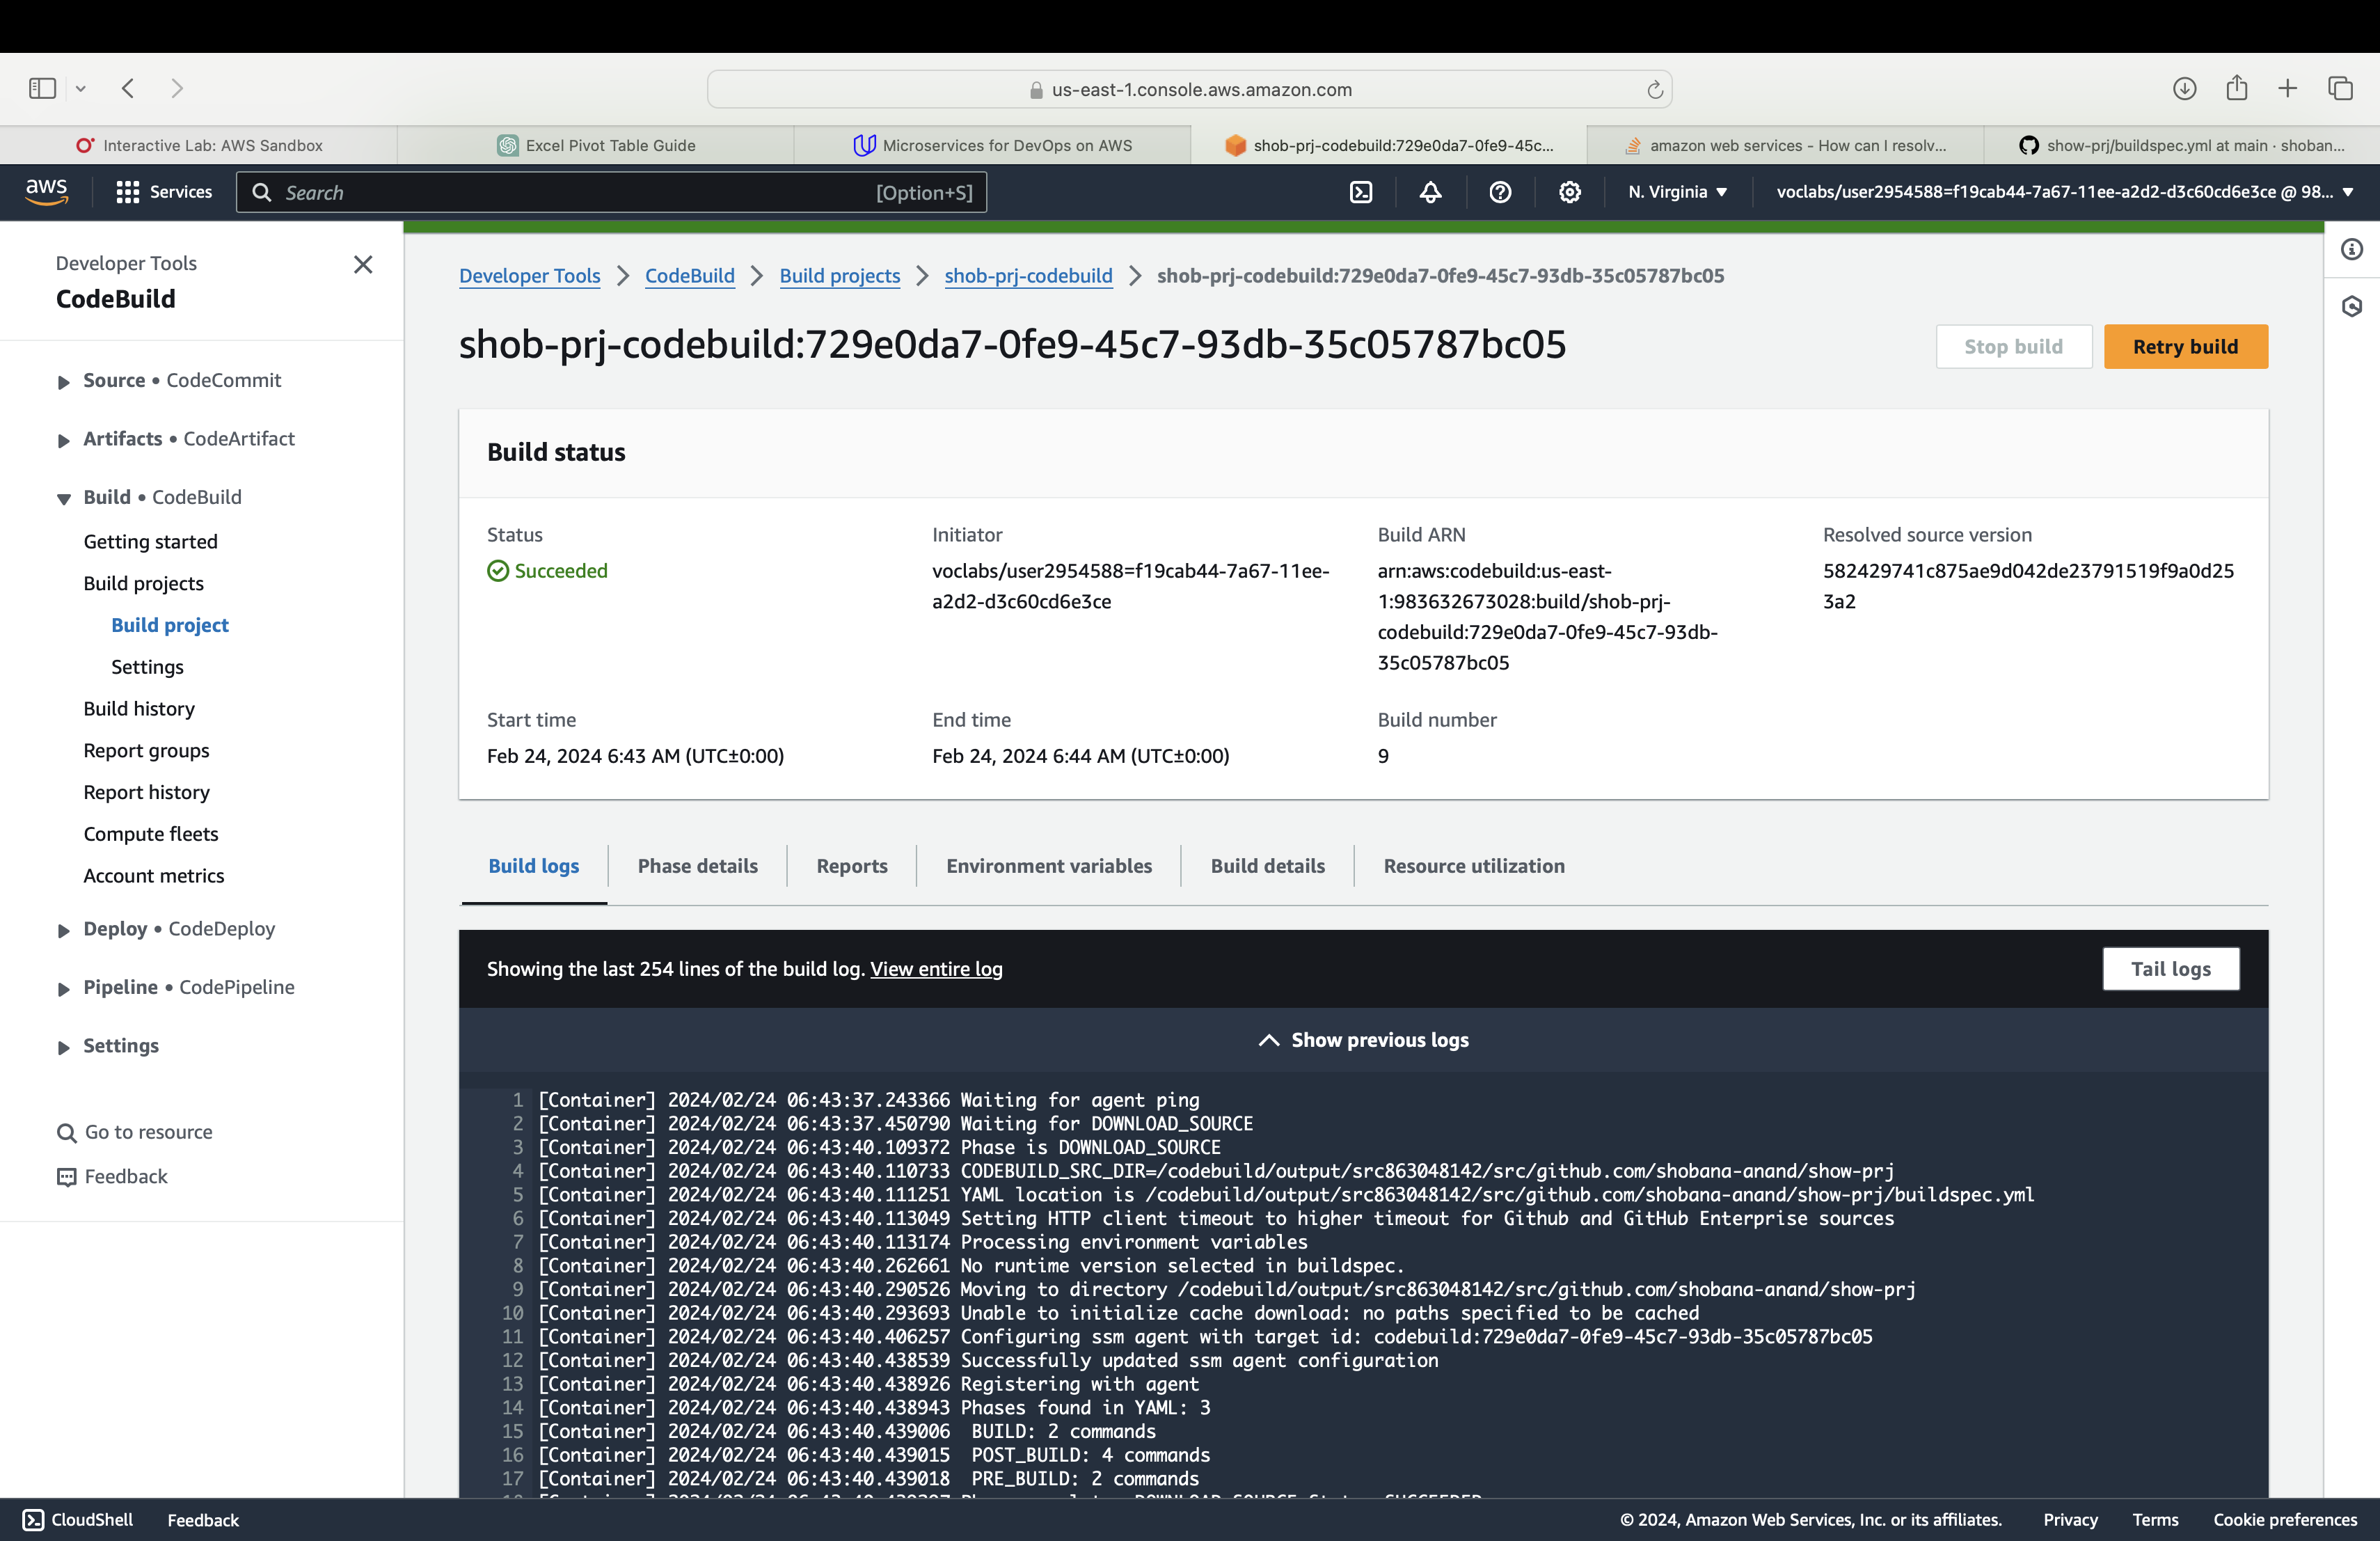 us-east-1.console.aws.amazon.com
Interactive Lab: AWS Sandbox
Excel Pivot Table Guide
Microservices for DevOps on AWS
shob-prj-codebuild:729e0da7-0fe9-45c...
amazon web services - How can I resolv...
show-prj/buildspec.yml at main · shoban...
aws
Services
Search
[Option+S]
N. Virginia
voclabs/user2954588=f19cab44-7a67-11ee-a2d2-d3c60cd6e3ce @ 98...
Developer Tools
CodeBuild
Source • CodeCommit
Artifacts • CodeArtifact
Build • CodeBuild
Getting started
Build projects
Build project
Settings
Build history
Report groups
Report history
Compute fleets
Account metrics
Deploy • CodeDeploy
Pipeline • CodePipeline
Settings
Go to resource
Feedback
Developer Tools > CodeBuild > Build projects > shob-prj-codebuild > shob-prj-codebuild:729e0da7-0fe9-45c7-93db-35c05787bc05
shob-prj-codebuild:729e0da7-0fe9-45c7-93db-35c05787bc05
Stop build
Retry build
Build status
Status
Succeeded
Initiator
voclabs/user2954588=f19cab44-7a67-11ee-
a2d2-d3c60cd6e3ce
Build ARN
arn:aws:codebuild:us-east-
1:983632673028:build/shob-prj-
codebuild:729e0da7-0fe9-45c7-93db-
35c05787bc05
Resolved source version
582429741c875ae9d042de23791519f9a0d25
3a2
Start time
Feb 24, 2024 6:43 AM (UTC±0:00)
End time
Feb 24, 2024 6:44 AM (UTC±0:00)
Build number
9
Build logs
Phase details
Reports
Environment variables
Build details
Resource utilization
Showing the last 254 lines of the build log. View entire log
Tail logs
Show previous logs
1 [Container] 2024/02/24 06:43:37.243366 Waiting for agent ping
2 [Container] 2024/02/24 06:43:37.450790 Waiting for DOWNLOAD_SOURCE
3 [Container] 2024/02/24 06:43:40.109372 Phase is DOWNLOAD_SOURCE
4 [Container] 2024/02/24 06:43:40.110733 CODEBUILD_SRC_DIR=/codebuild/output/src863048142/src/github.com/shobana-anand/show-prj
5 [Container] 2024/02/24 06:43:40.111251 YAML location is /codebuild/output/src863048142/src/github.com/shobana-anand/show-prj/buildspec.yml
6 [Container] 2024/02/24 06:43:40.113049 Setting HTTP client timeout to higher timeout for Github and GitHub Enterprise sources
7 [Container] 2024/02/24 06:43:40.113174 Processing environment variables
8 [Container] 2024/02/24 06:43:40.262661 No runtime version selected in buildspec.
9 [Container] 2024/02/24 06:43:40.290526 Moving to directory /codebuild/output/src863048142/src/github.com/shobana-anand/show-prj
10 [Container] 2024/02/24 06:43:40.293693 Unable to initialize cache download: no paths specified to be cached
11 [Container] 2024/02/24 06:43:40.406257 Configuring ssm agent with target id: codebuild:729e0da7-0fe9-45c7-93db-35c05787bc05
12 [Container] 2024/02/24 06:43:40.438539 Successfully updated ssm agent configuration
13 [Container] 2024/02/24 06:43:40.438926 Registering with agent
14 [Container] 2024/02/24 06:43:40.438943 Phases found in YAML: 3
15 [Container] 2024/02/24 06:43:40.439006 BUILD: 2 commands
16 [Container] 2024/02/24 06:43:40.439015 POST_BUILD: 4 commands
17 [Container] 2024/02/24 06:43:40.439018 PRE_BUILD: 2 commands
CloudShell
Feedback
© 2024, Amazon Web Services, Inc. or its affiliates.
Privacy
Terms
Cookie preferences